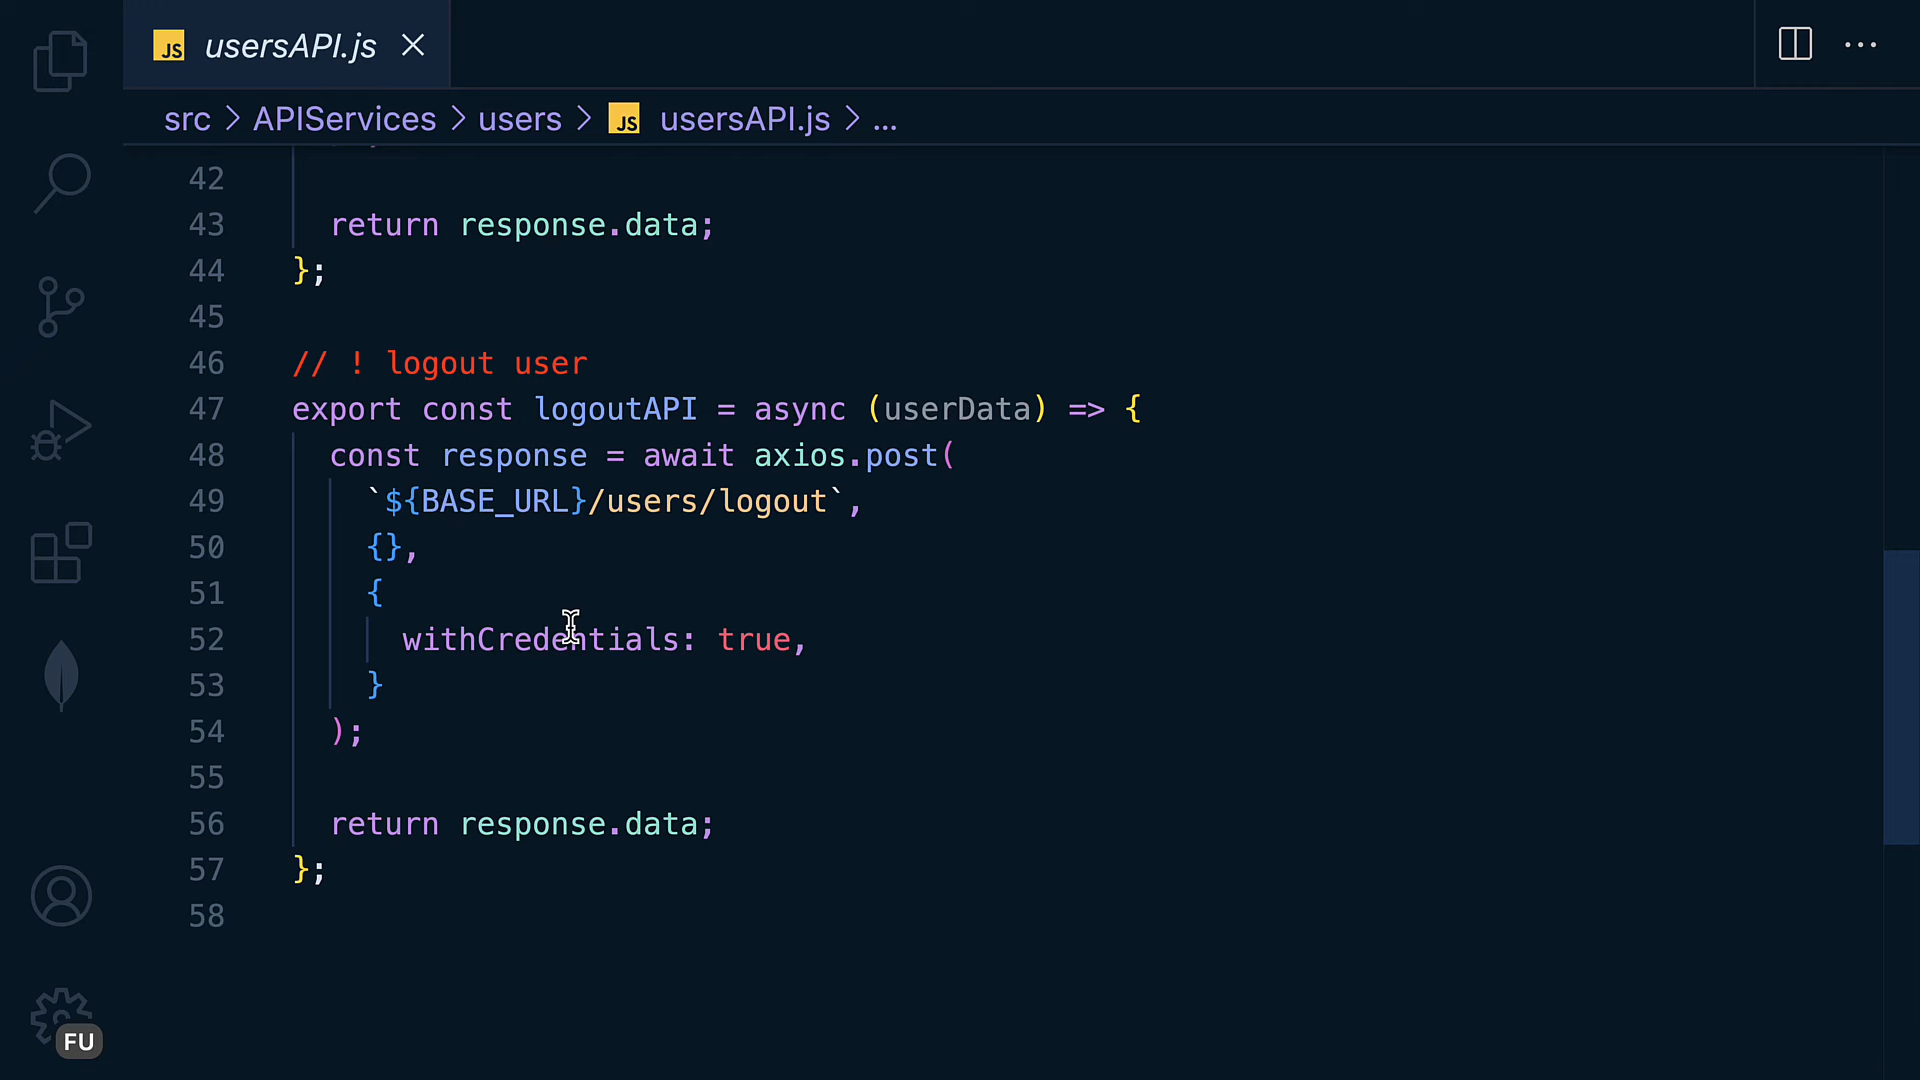 JS usersAPI.js
src > APIServices > users > JS usersAPI.js > ...
42
43 return response.data;
44 };
45
46 // ! logout user
47 export const logoutAPI = async (userData) => {
48 const response = await axios.post(
49 `${BASE_URL}/users/logout`,
50 {},
51 {
52 withCredentials: true,
53 }
54 );
55
56 return response.data;
57 };
58
FU